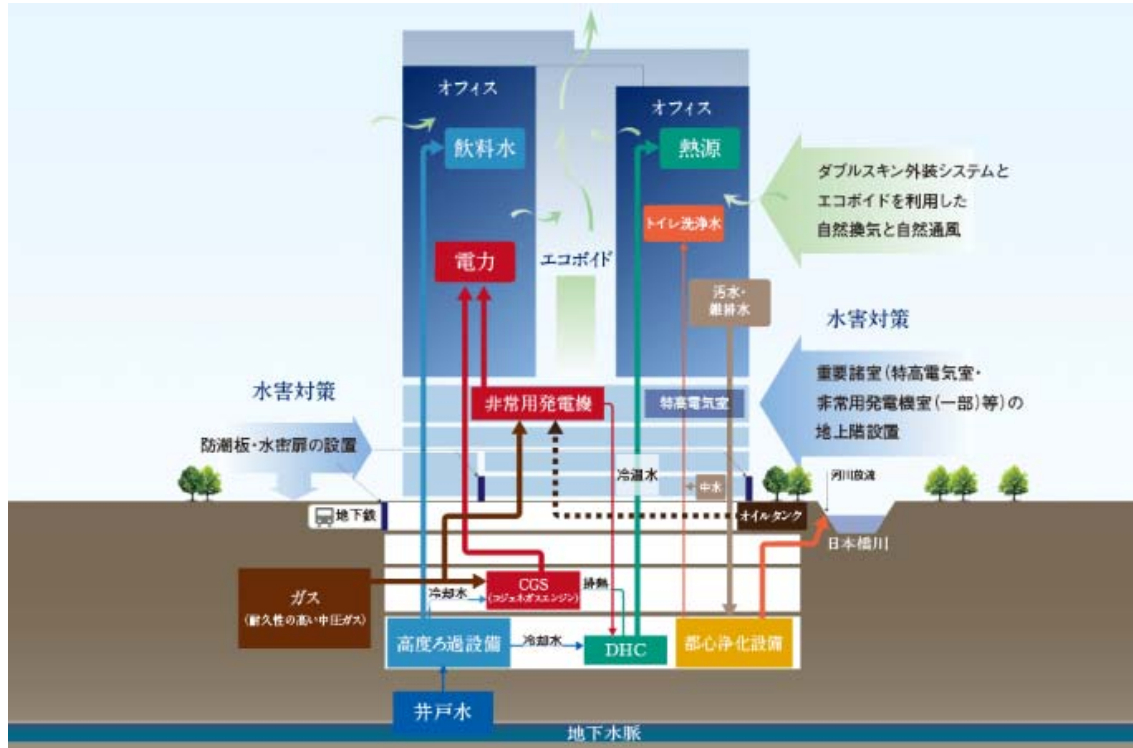 オフィス
オフィス
飲料水
熱源
ダブルスキン外装システムと
エコボイドを利用した
自然換気と自然通風
トイレ洗浄水
電力
エコボイド
汚水・
雑排水
水害対策
水害対策
重要諸室(特高電気室・
非常用発電機室(一部)等)の
地上階設置
非常用発電機
特高電気室
防潮板・水密扉の設置
冷温水
中水
河川放流
地下鉄
オイルタンク
日本橋川
ガス
(耐久性の高い中圧ガス)
冷却水
CGS
(コジェネガスエンジン)
排熱
高度ろ過設備
冷却水
DHC
都心浄化設備
井戸水
地下水脈